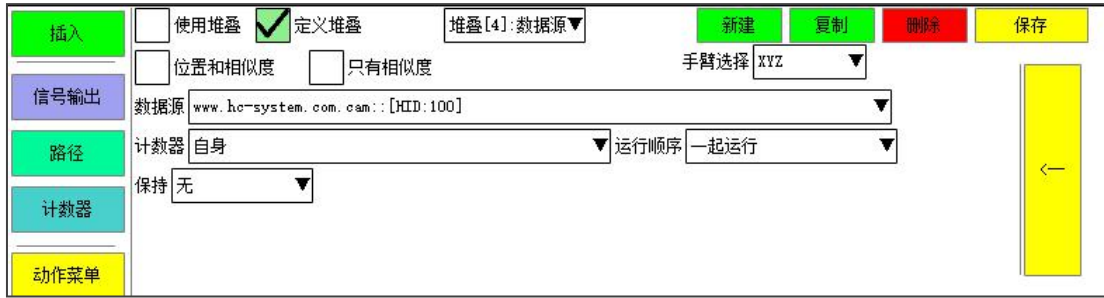 插入 使用堆叠 定义堆叠 堆叠[4]:数据源▼ 新建 复制 删除 保存
位置和相似度 只有相似度 手臂选择 XYZ ▼
信号输出 数据源 www.hc-system.com.cam::[HID:100] ▼
路径 计数器 自身 ▼ 运行顺序 一起运行 ▼
保持 无 ▼ <—
计数器
动作菜单